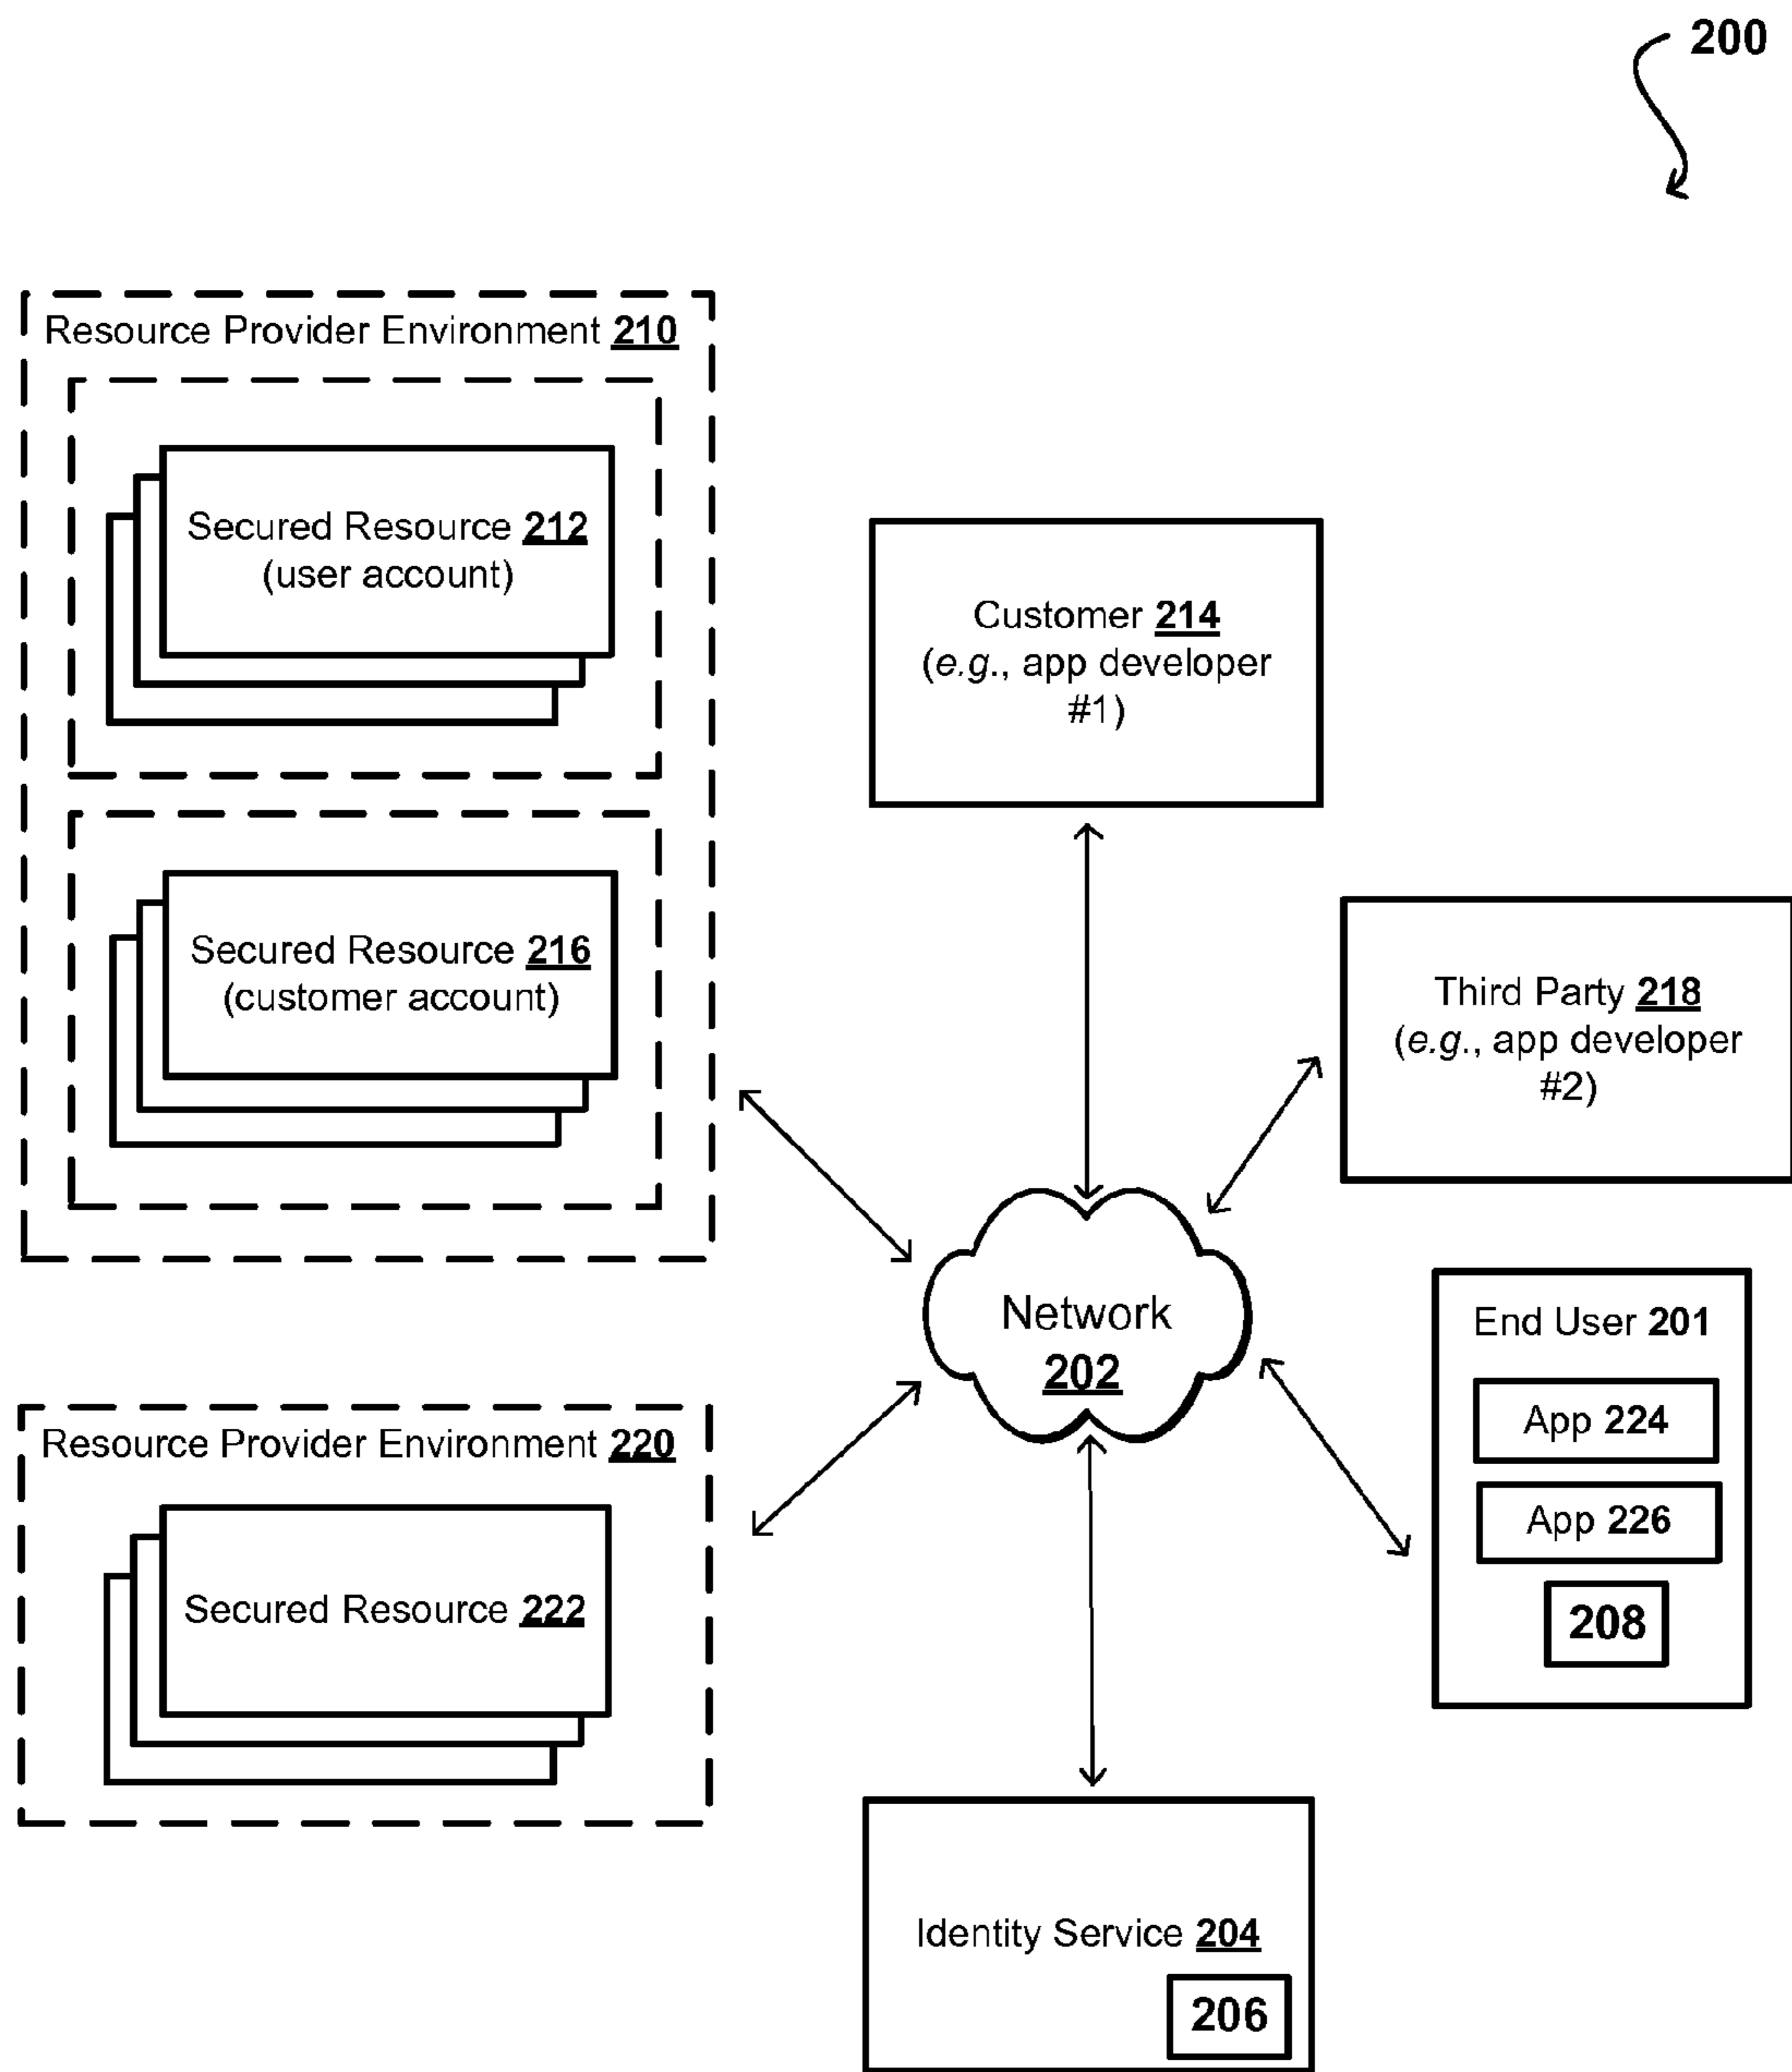 200
Resource Provider Environment 210
Secured Resource 212
(user account)
Secured Resource 216
(customer account)
Customer 214
(e.g., app developer
#1)
Third Party 218
(e.g., app developer
#2)
Network
202
End User 201
App 224
App 226
208
Resource Provider Environment 220
Secured Resource 222
Identity Service 204
206